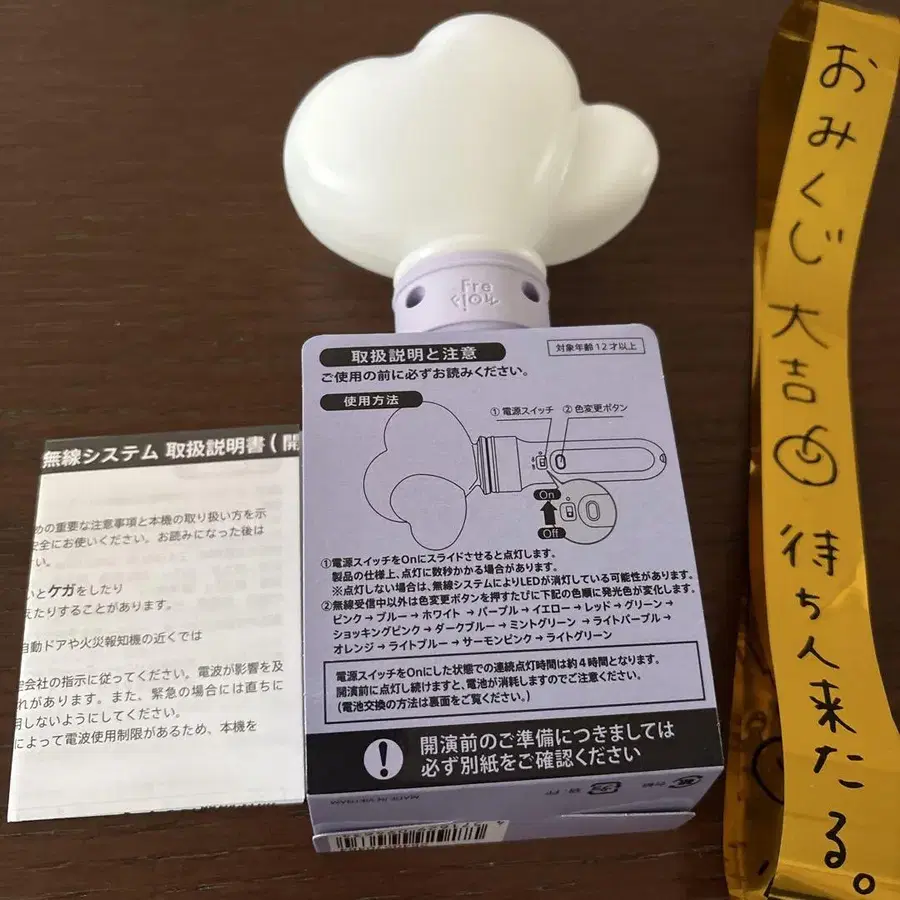 取扱説明と注意
対象年齢12才以上
ご使用の前に必ずお読みください。
使用方法
① 電源スイッチ ② 色変更ボタン
On
Off
①電源スイッチをOnにスライドさせると点灯します。
製品の仕様上、点灯に数秒かかる場合があります。
※点灯しない場合は、無線システムによりLEDが消灯している可能性があります。
②無線受信中以外は色変更ボタンを押すたびに下記の色順に発光色が変化します。
ピンク→ブルー→ホワイト →パープル→イエロー→レッド→グリーン→
ショッキングピンク→ダークブルー→ミントグリーン →ライトパープル→
オレンジ→ライトブルー→サーモンピンク→ライトグリーン
電源スイッチをOnにした状態での連続点灯時間は約4時間となります。
開演前に点灯し続けますと、電池が消耗しますのでご注意ください。
(電池交換の方法は裏面をご覧ください。)
開演前のご準備につきましては
必ず別紙をご確認ください
MADE IN VIETNAM
無線システム 取扱説明書(開
めの重要な注意事項と本機の取り扱い方を示
安全にお使いください。お読みになった後は
い。
いとケガをしたり
えたりすることがあります。
自動ドアや火災報知機の近くでは
会社の指示に従ってください。電波が影響を及
れがあります。また、緊急の場合には直ちに
用しないようにしてください。
によって電波使用制限があるため、本機を
おみくじ 大吉 待ち人来たる。